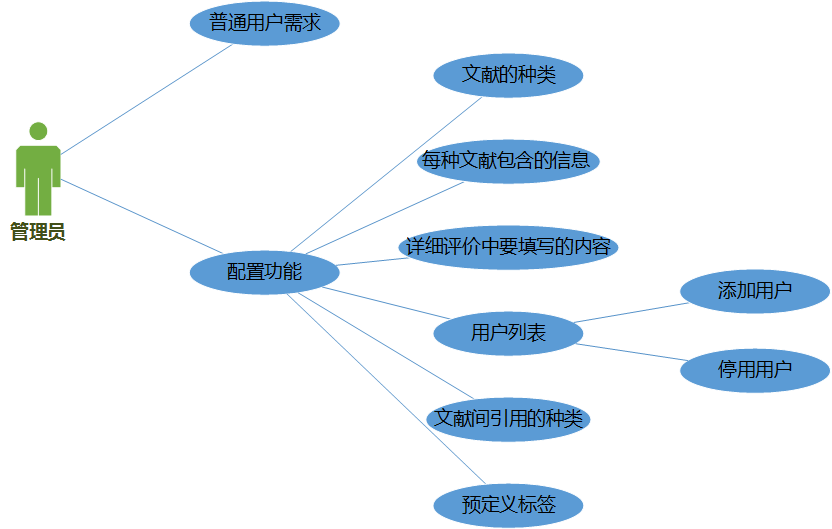 普通用户需求
文献的种类
每种文献包含的信息
管理员
详细评价中要填写的内容
配置功能
添加用户
用户列表
停用用户
文献间引用的种类
预定义标签